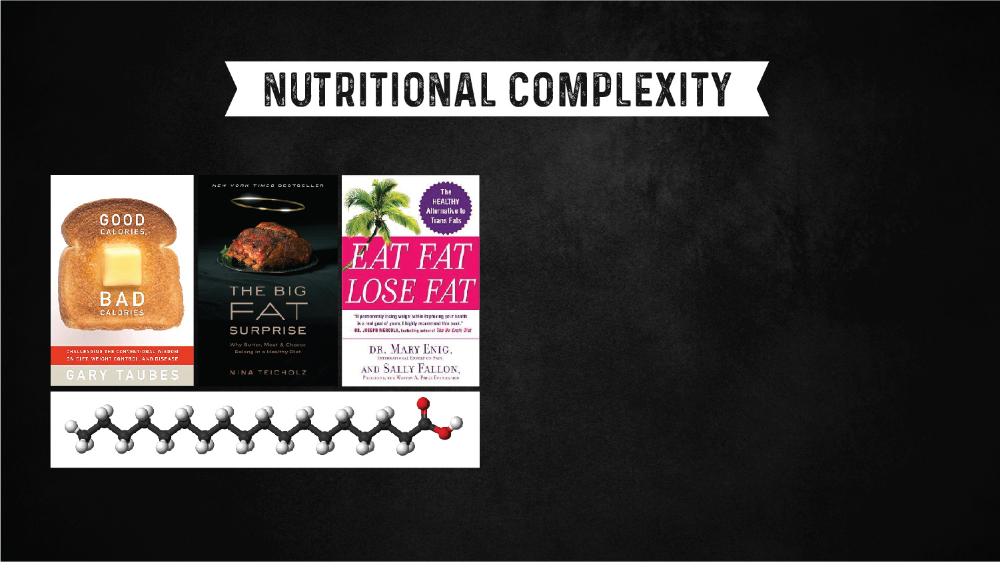 NUTRITIONAL COMPLEXITY
GOOD
CALORIES,
BAD
CALORIES
CHALLENGING THE CONVENTIONAL WISDOM
ON DIET, WEIGHT CONTROL, AND DISEASE
GARY TAUBES
NEW YORK TIMES BESTSELLER
THE BIG
FAT
SURPRISE
Why Butter, Meat & Cheese
Belong in a Healthy Diet
NINA TEICHOLZ
The
HEALTHY
Alternative to
Trans Fats
EAT FAT
LOSE FAT
"If permanently losing weight while improving your health
is a real goal of yours, I highly recommend this book."
DR. JOSEPH MERCOLA, bestselling author of The No Grain Diet
DR. MARY ENIG,
INTERNATIONAL EXPERT ON FATS,
AND SALLY FALLON,
PRESIDENT, THE WESTON A. PRICE FOUNDATION